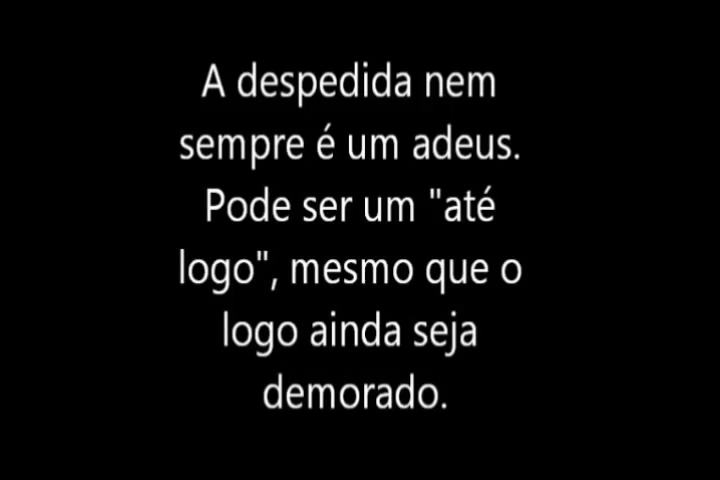 A despedida nem
sempre é um adeus.
Pode ser um "até
logo", mesmo que o
logo ainda seja
demorado.